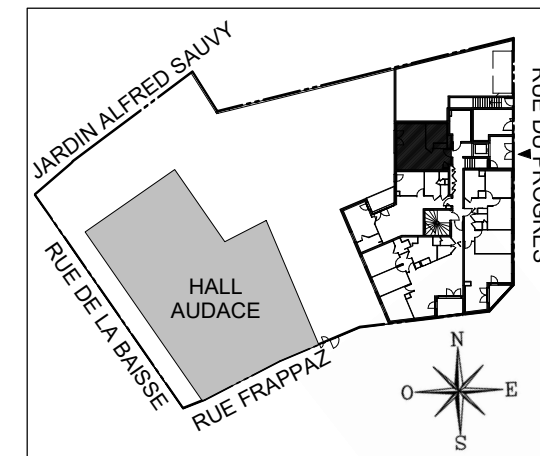 JARDIN ALFRED SAUVY
RUE DU PROGRES
HALL
AUDACE
RUE DE LA BAISSE
RUE FRAPPAZ
N
O
E
S